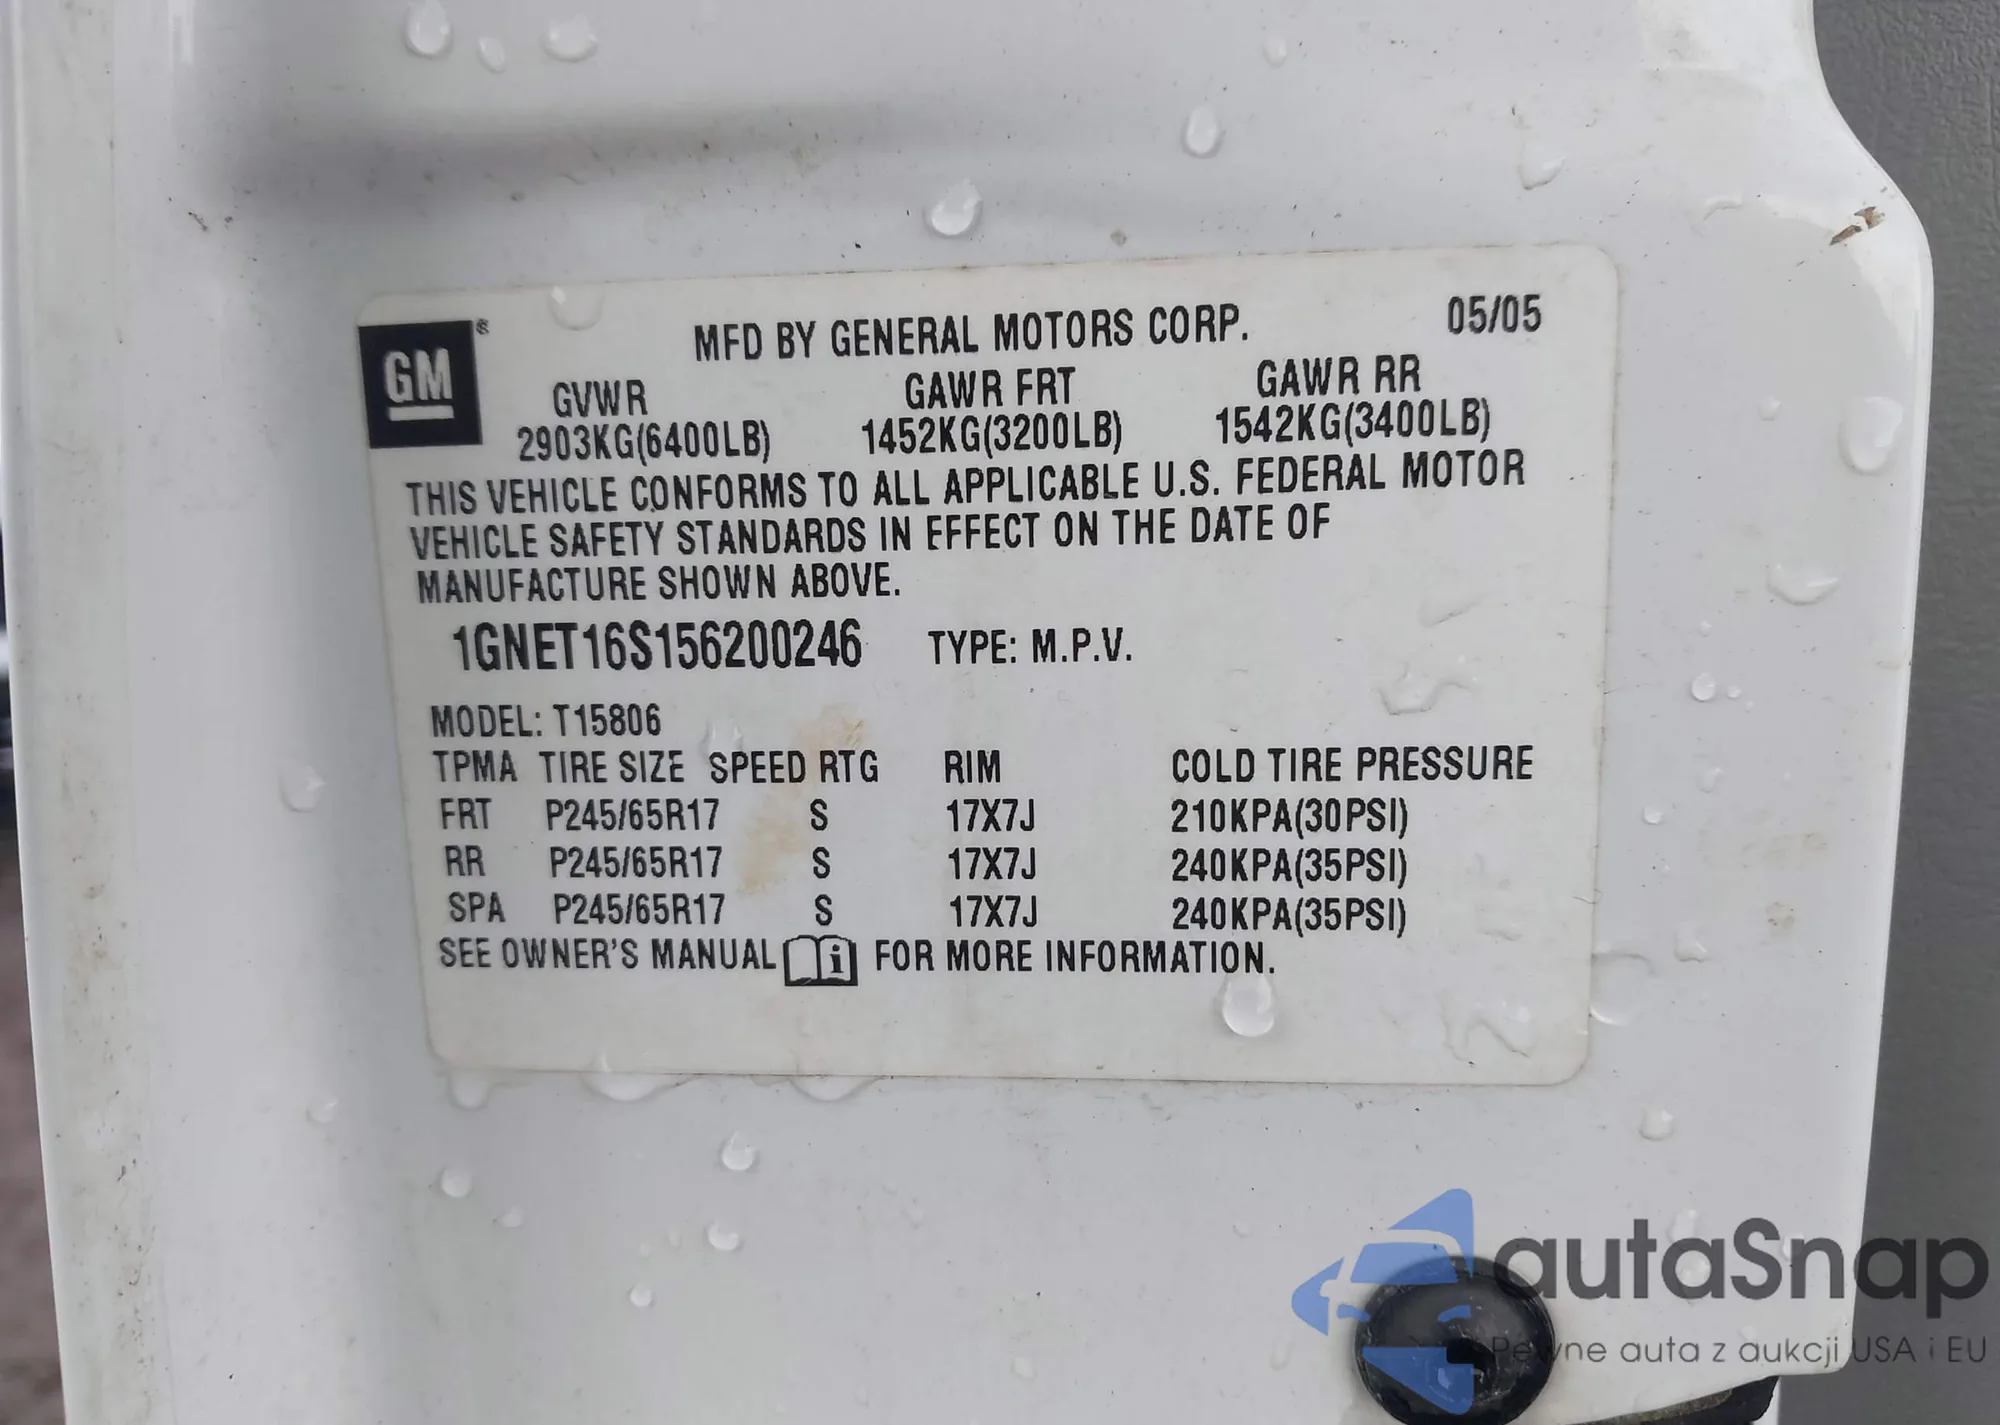 GM®
MFD BY GENERAL MOTORS CORP. 05/05
GVWR GAWR FRT GAWR RR
2903KG(6400LB) 1452KG(3200LB) 1542KG(3400LB)
THIS VEHICLE CONFORMS TO ALL APPLICABLE U.S. FEDERAL MOTOR
VEHICLE SAFETY STANDARDS IN EFFECT ON THE DATE OF
MANUFACTURE SHOWN ABOVE.
1GNET16S156200246 TYPE: M.P.V.
MODEL: T15806
TPMA TIRE SIZE SPEED RTG RIM COLD TIRE PRESSURE
FRT P245/65R17 S 17X7J 210KPA(30PSI)
RR P245/65R17 S 17X7J 240KPA(35PSI)
SPA P245/65R17 S 17X7J 240KPA(35PSI)
SEE OWNER'S MANUAL i FOR MORE INFORMATION.
autaSnap
Pewne auta z aukcji USA i EU